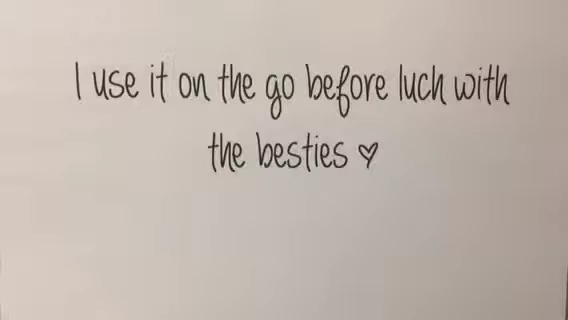 I use it on the go before luch with
the besties ♡